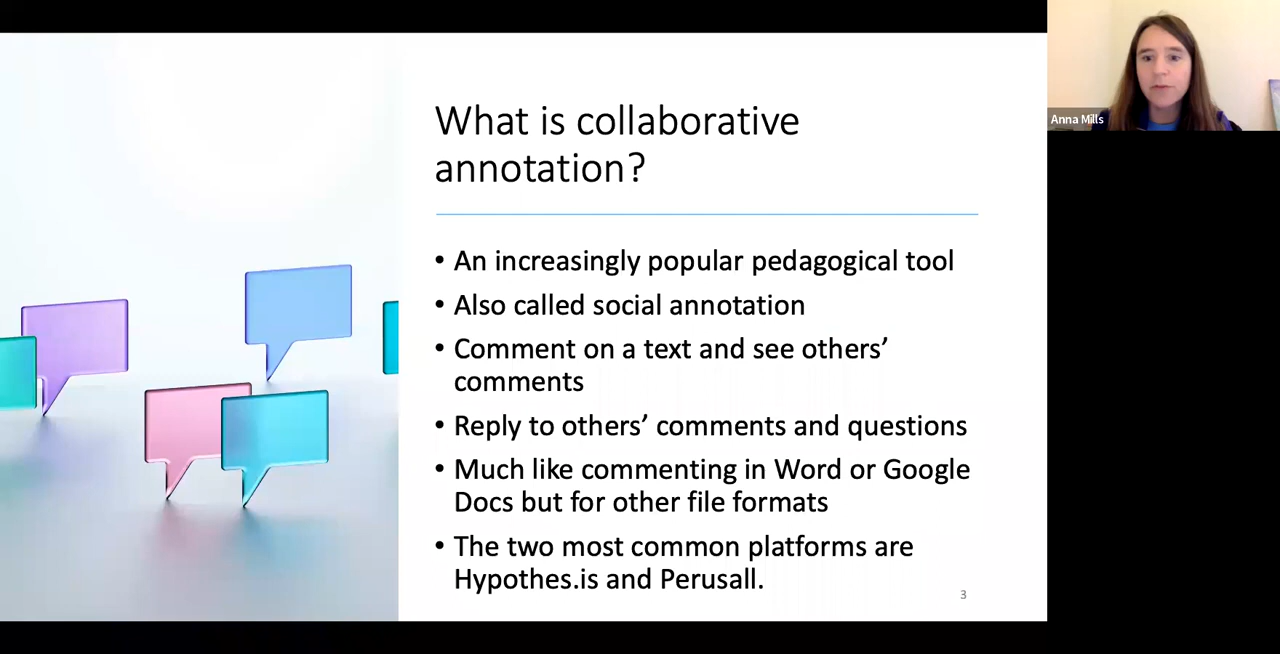 What is collaborative
annotation?
• An increasingly popular pedagogical tool
• Also called social annotation
• Comment on a text and see others’
comments
• Reply to others’ comments and questions
• Much like commenting in Word or Google
Docs but for other file formats
• The two most common platforms are
Hypothes.is and Perusall.
3
Anna Mills